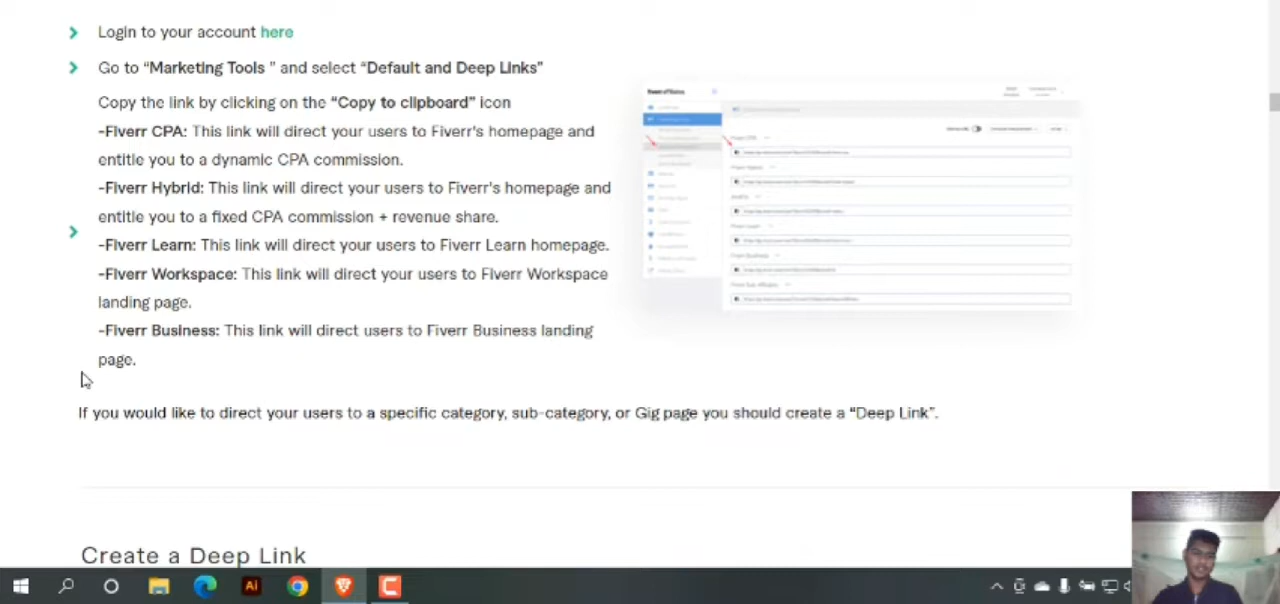 Login to your account here
Go to “Marketing Tools ” and select “Default and Deep Links”
Copy the link by clicking on the “Copy to clipboard” icon
-Fiverr CPA: This link will direct your users to Fiverr's homepage and
entitle you to a dynamic CPA commission.
-Fiverr Hybrid: This link will direct your users to Fiverr's homepage and
entitle you to a fixed CPA commission + revenue share.
-Fiverr Learn: This link will direct your users to Fiverr Learn homepage.
-Fiverr Workspace: This link will direct your users to Fiverr Workspace
landing page.
-Fiverr Business: This link will direct users to Fiverr Business landing
page.
If you would like to direct your users to a specific category, sub-category, or Gig page you should create a “Deep Link”.
Create a Deep Link
Ai